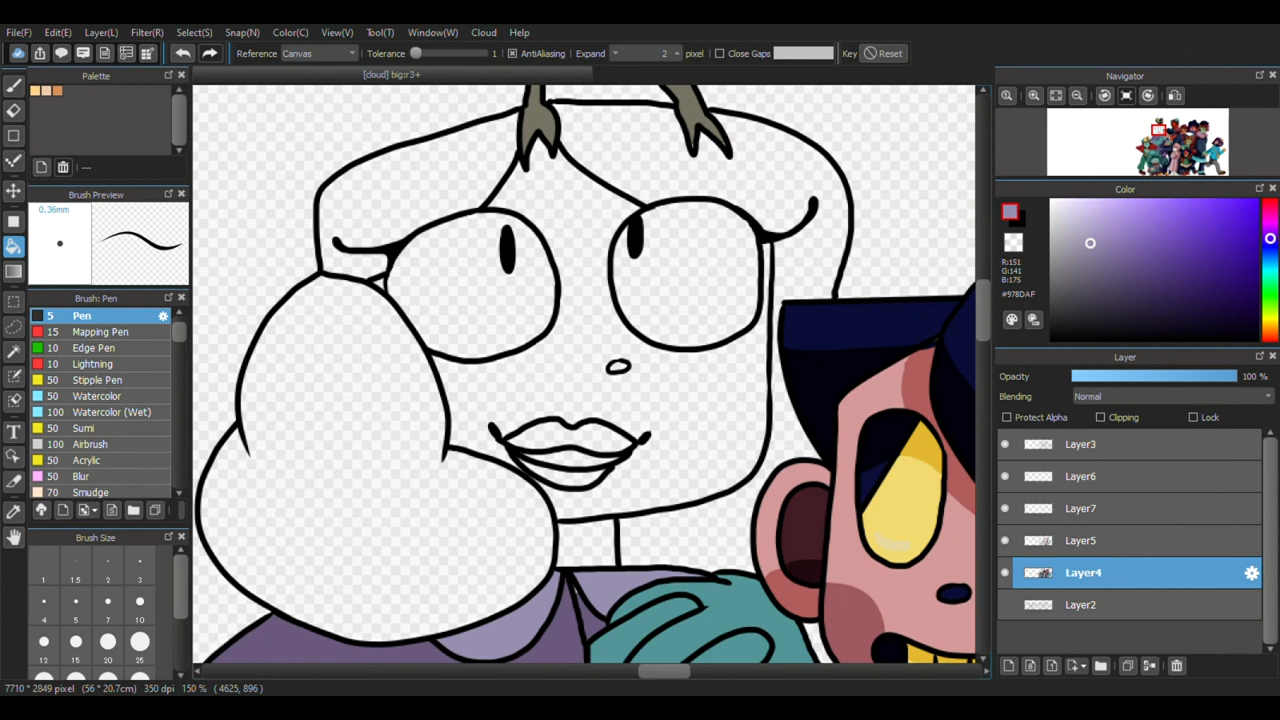 File(F) Edit(E) Layer(L) Filter(R) Select(S) Snap(N) Color(C) View(V) Tool(T) Window(W) Cloud Help
Reference Canvas Tolerance 1 AntiAliasing Expand 2 pixel Close Gaps Key Reset
Palette
---
Brush Preview
0.36mm
Brush: Pen
5 Pen
15 Mapping Pen
10 Edge Pen
10 Lightning
50 Stipple Pen
50 Watercolor
100 Watercolor (Wet)
50 Sumi
100 Airbrush
50 Acrylic
50 Blur
70 Smudge
Brush Size
1 1.5 2 3
4 5 7 10
12 15 20 25
[cloud] big:r3+
Navigator
Color
R:151
G:141
B:175
#978DAF
Layer
Opacity 100 %
Blending Normal
Protect Alpha Clipping Lock
Layer3
Layer6
Layer7
Layer5
Layer4
Layer2
7710 * 2849 pixel (56 * 20.7cm) 350 dpi 150 % ( 4625, 896 )